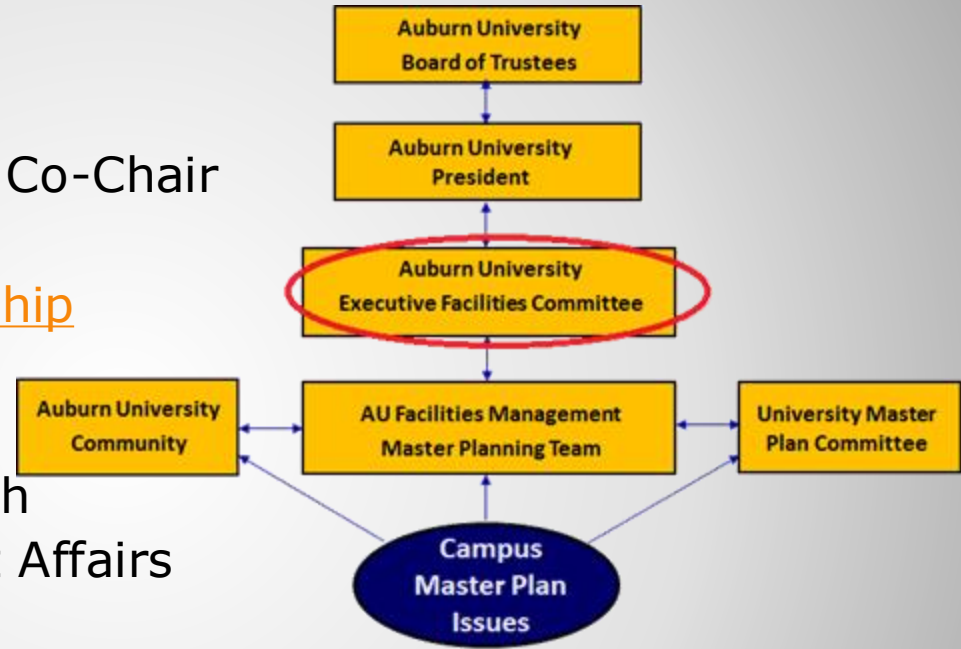 Auburn University
Board of Trustees
Auburn University
President
Co-Chair
Auburn University
Executive Facilities Committee
Auburn University
Community
AU Facilities Management
Master Planning Team
University Master
Plan Committee
Affairs
Campus
Master Plan
Issues